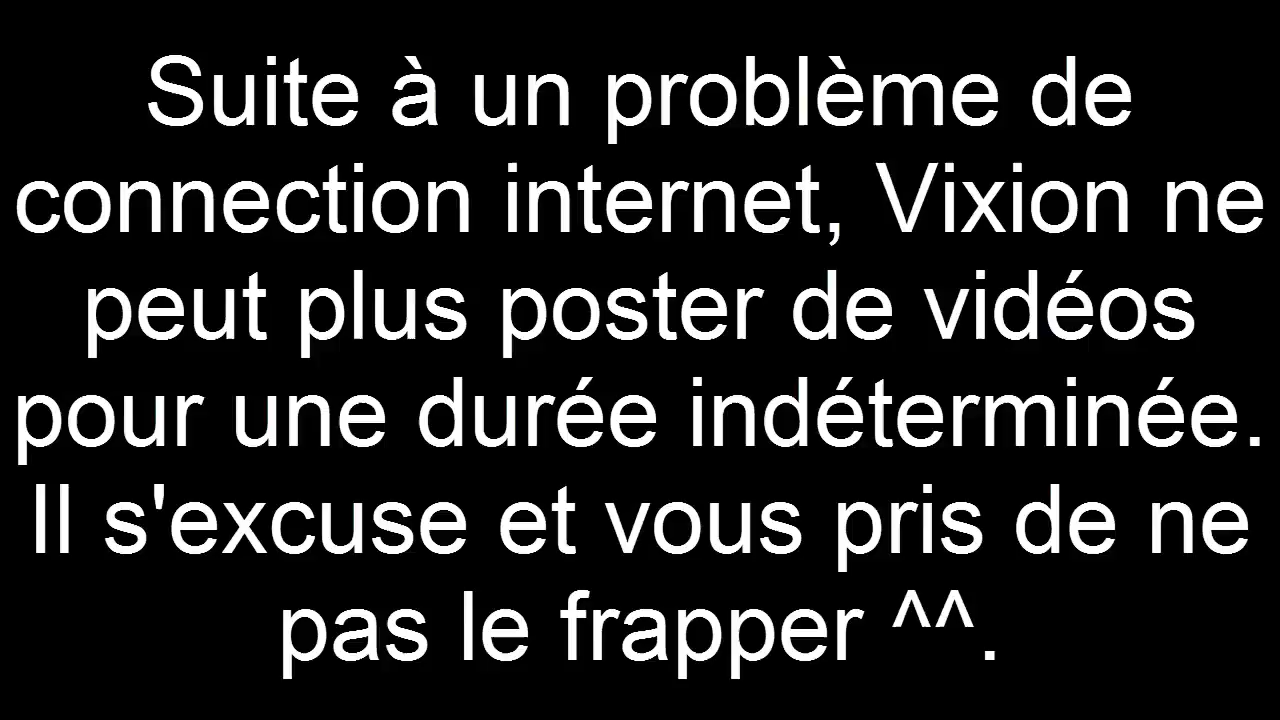 Suite à un problème de
connection internet, Vixion ne
peut plus poster de vidéos
pour une durée indéterminée.
Il s'excuse et vous pris de ne
pas le frapper ^^.